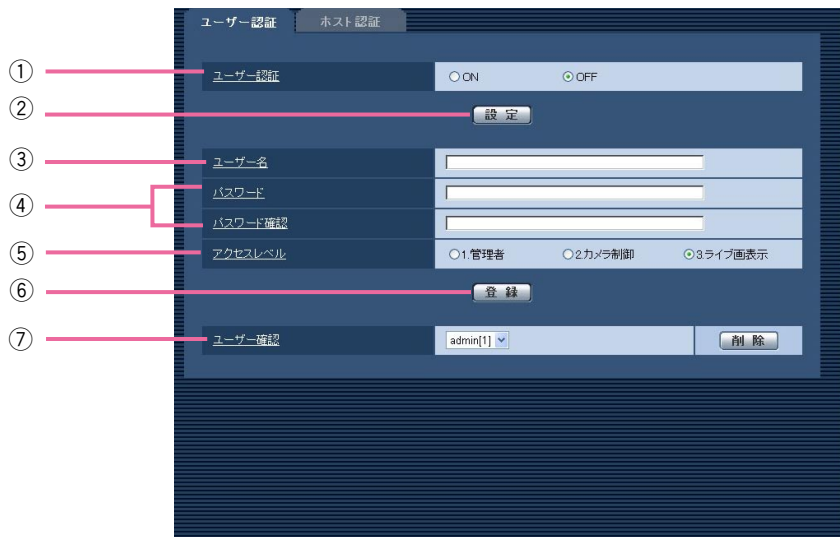 ユーザー認証 ホスト認証
① ユーザー認証 ON OFF
② 設定
③ ユーザー名
④ パスワード
パスワード確認
⑤ アクセスレベル 1.管理者 2.カメラ制御 3.ライブ画表示
⑥ 登録
⑦ ユーザー確認 admin[1] 削除